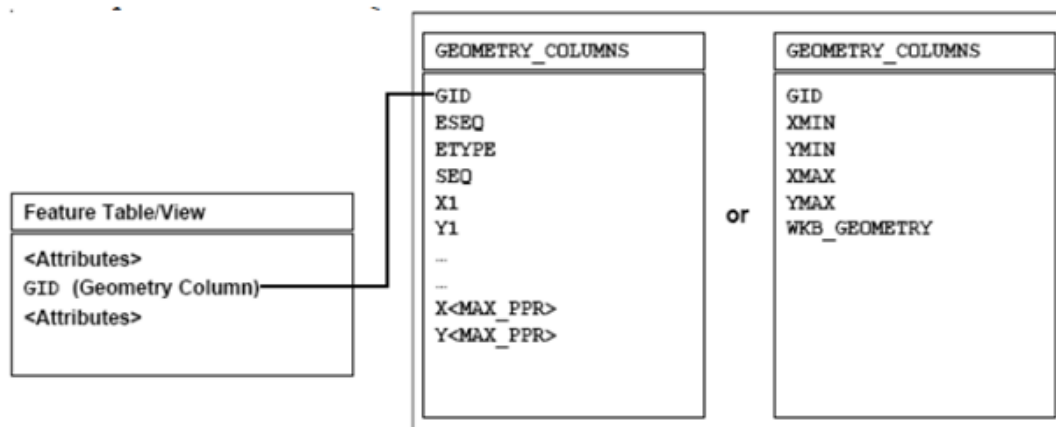 Feature Table/View
<Attributes>
GID (Geometry Column)
<Attributes>
GEOMETRY_COLUMNS
GID
ESEQ
ETYPE
SEQ
X1
Y1
...
...
X<MAX_PPR>
Y<MAX_PPR>
or
GEOMETRY_COLUMNS
GID
XMIN
YMIN
XMAX
YMAX
WKB_GEOMETRY